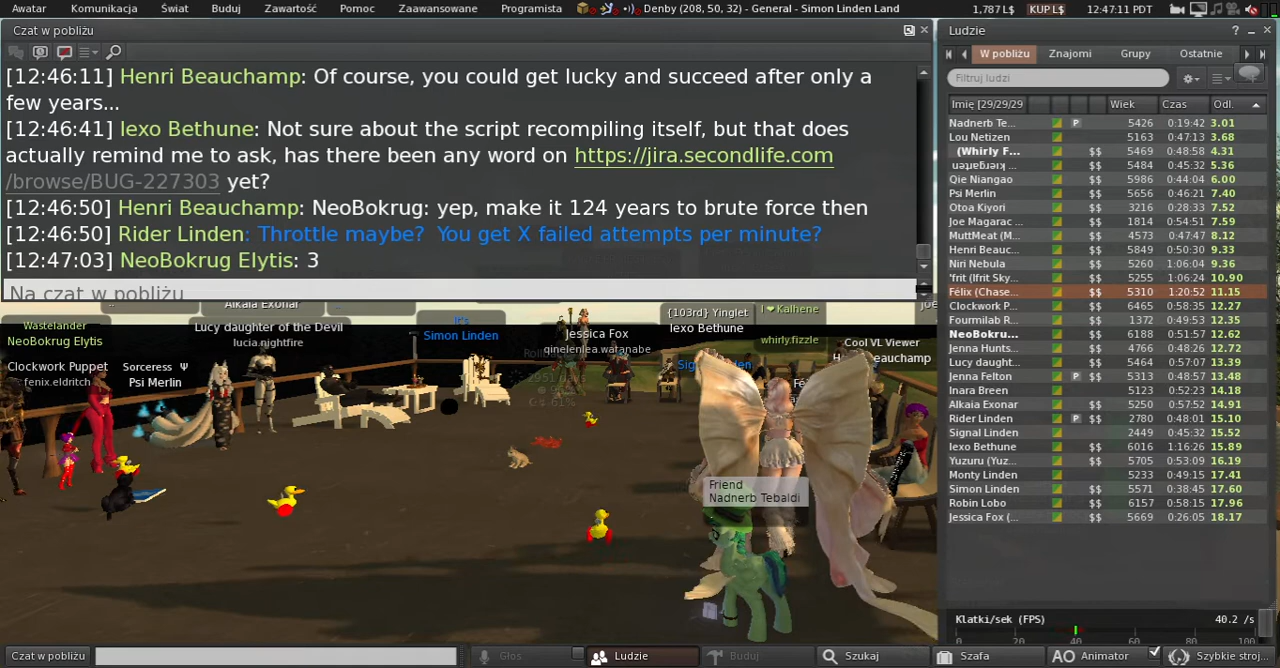 Awatar Komunikacja Świat Buduj Zawartość Pomoc Zaawansowane Programista Denby (208, 50, 32) - General - Simon Linden Land 1,787 L$ KUP L$ 12:47:11 PDT
Czat w pobliżu
[12:46:11] Henri Beauchamp: Of course, you could get lucky and succeed after only a
few years...
[12:46:41] Iexo Bethune: Not sure about the script recompiling itself, but that does
actually remind me to ask, has there been any word on https://jira.secondlife.com
/browse/BUG-227303 yet?
[12:46:50] Henri Beauchamp: NeoBokrug: yep, make it 124 years to brute force then
[12:46:50] Rider Linden: Throttle maybe?  You get X failed attempts per minute?
[12:47:03] NeoBokrug Elytis: 3
Na czat w pobliżu
Alkaia Exonar
Wastelander
NeoBokrug Elytis
Lucy daughter of the Devil
lucia.nightfire
It's
Simon Linden
Jessica Fox
qinelenlea.watanabe
{103rd} Yinglet
Iexo Bethune
I ❤ Kalhene
whirly.fizzle
Cool VL Viewer
eauchamp
Clockwork Puppet
fenix.eldritch
Sorceress Ψ
Psi Merlin
Friend
Nadnerb Tebaldi
Ludzie
W pobliżu Znajomi Grupy Ostatnie
Filtruj ludzi
Imię [29/29/29 Wiek Czas Odl.
Nadnerb Te... P 5426 0:19:42 3.01
Lou Netizen 5163 0:47:13 3.68
(Whirly F... $$ 5469 0:48:58 4.31
$$ 5484 0:45:32 5.36
Qie Niangao $$ 5986 0:44:04 6.00
Psi Merlin $$ 5656 0:46:21 7.40
Otoa Kiyori $$ 3216 0:28:33 7.52
Joe Magarac ... $$ 1814 0:54:51 7.59
MuttMeat (M... $$ 4573 0:47:47 8.12
Henri Beauc... $$ 5849 0:50:30 9.33
Niri Nebula $$ 5260 1:06:04 9.36
'frit (Ifrit Sky... $$ 5255 1:06:24 10.90
Félix (Chase... $$ 5310 1:20:52 11.15
Clockwork P... $$ 6465 0:58:35 12.27
Fourmilab R... $$ 1372 0:49:53 12.35
NeoBokru... $$ 6188 0:51:57 12.62
Jenna Hunts... $$ 4766 0:48:26 12.72
Lucy daught... $$ 5464 0:57:07 13.39
Jenna Felton P $$ 5313 0:48:57 13.48
Inara Breen 5123 0:52:23 14.18
Alkaia Exonar $$ 5250 0:57:52 14.91
Rider Linden P $$ 2780 0:48:01 15.10
Signal Linden 2449 0:45:32 15.52
Iexo Bethune $$ 6016 1:16:26 15.89
Yuzuru (Yuz... $$ 5705 0:53:09 16.19
Monty Linden 5233 0:49:15 17.41
Simon Linden $$ 5571 0:38:45 17.60
Robin Lobo $$ 6157 0:58:15 17.96
Jessica Fox (... $$ 5669 0:26:05 18.17
Klatki/sek (FPS) 40.2 /s
0 20 40 60 80 100
Czat w pobliżu Głos Ludzie Buduj Szukaj Szafa AO Animator Szybkie stroj...